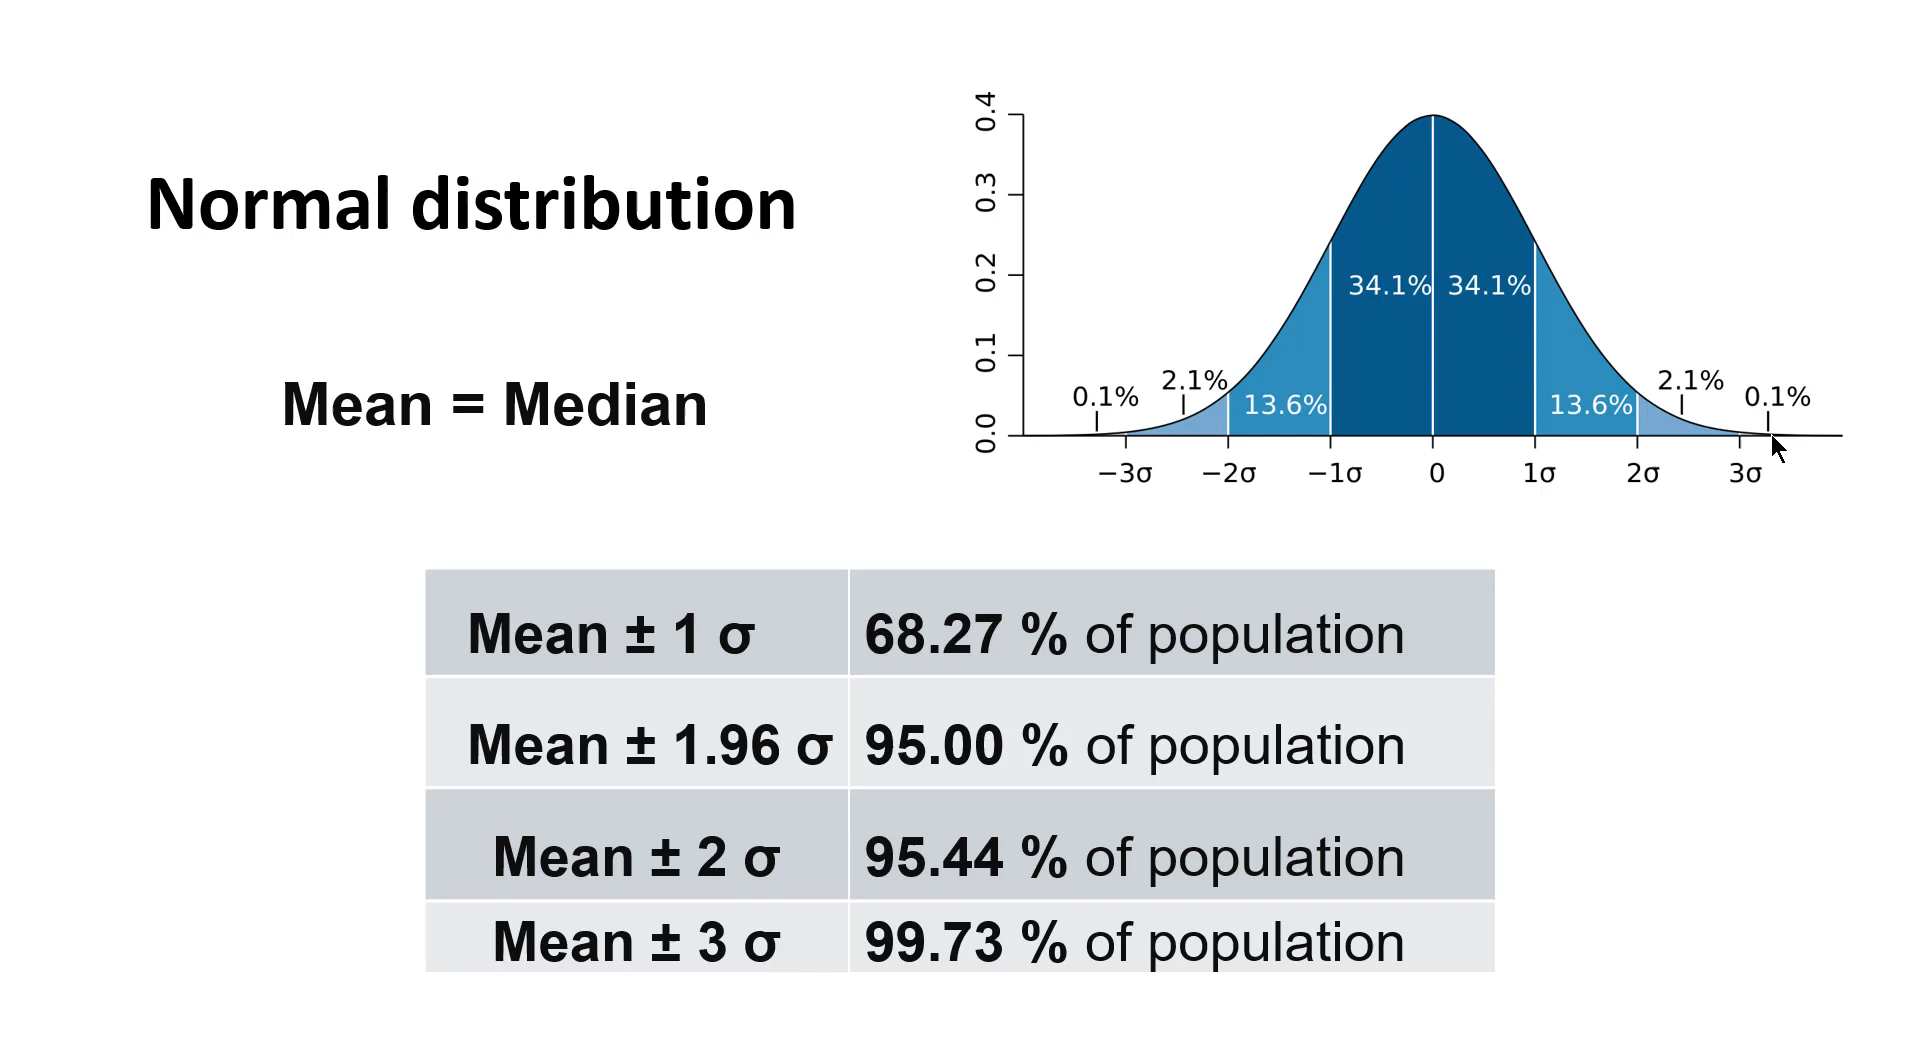 Normal distribution
Mean = Median
0.4
0.3
0.2
0.1
0.0
34.1% 34.1%
0.1% 2.1% 13.6% 13.6% 2.1% 0.1%
−3σ −2σ −1σ 0 1σ 2σ 3σ
Mean ± 1 σ 68.27 % of population
Mean ± 1.96 σ 95.00 % of population
Mean ± 2 σ 95.44 % of population
Mean ± 3 σ 99.73 % of population